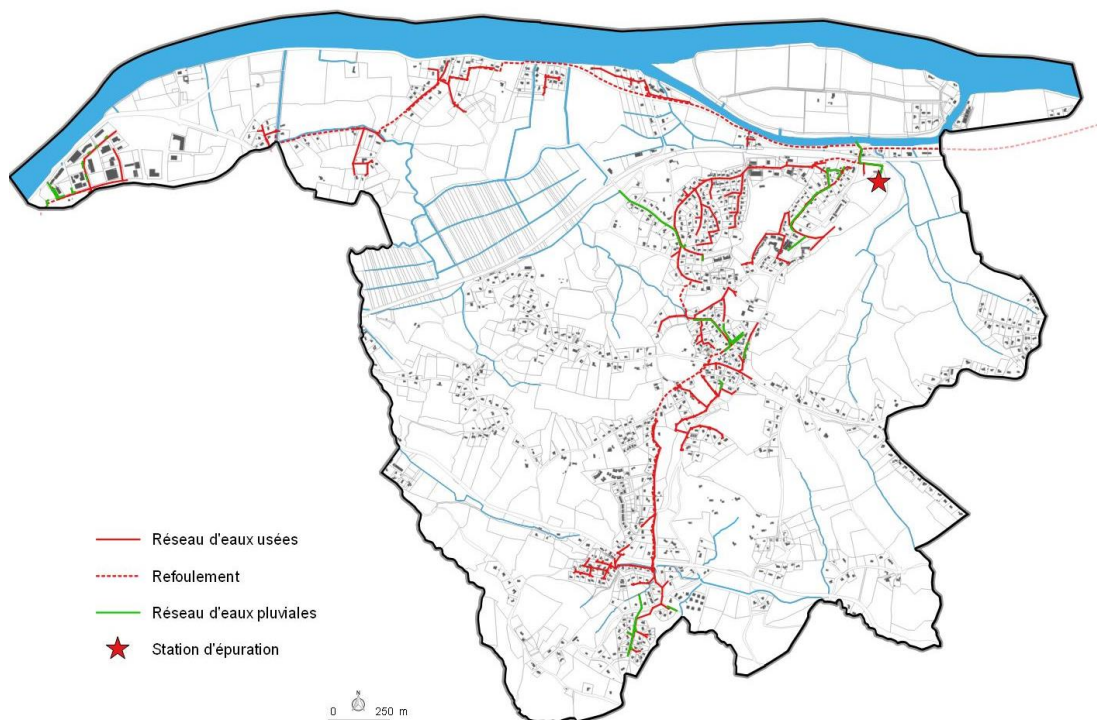 Réseau d'eaux usées
Refoulement
Réseau d'eaux pluviales
Station d'épuration
N
0 250 m